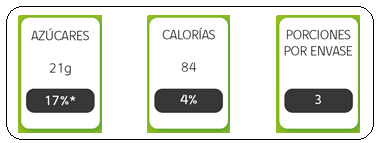 AZÚCARES
21g
17%*
CALORÍAS
84
4%
PORCIONES
POR ENVASE
3